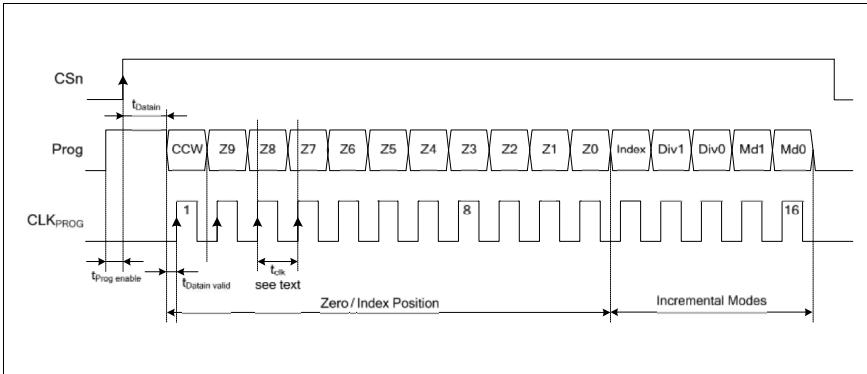 CSn
tDatain
Prog
CCW Z9 Z8 Z7 Z6 Z5 Z4 Z3 Z2 Z1 Z0 Index Div1 Div0 Md1 Md0
CLKPROG
1 8 16
tProg enable
tDatain valid
tclk
see text
Zero / Index Position
Incremental Modes